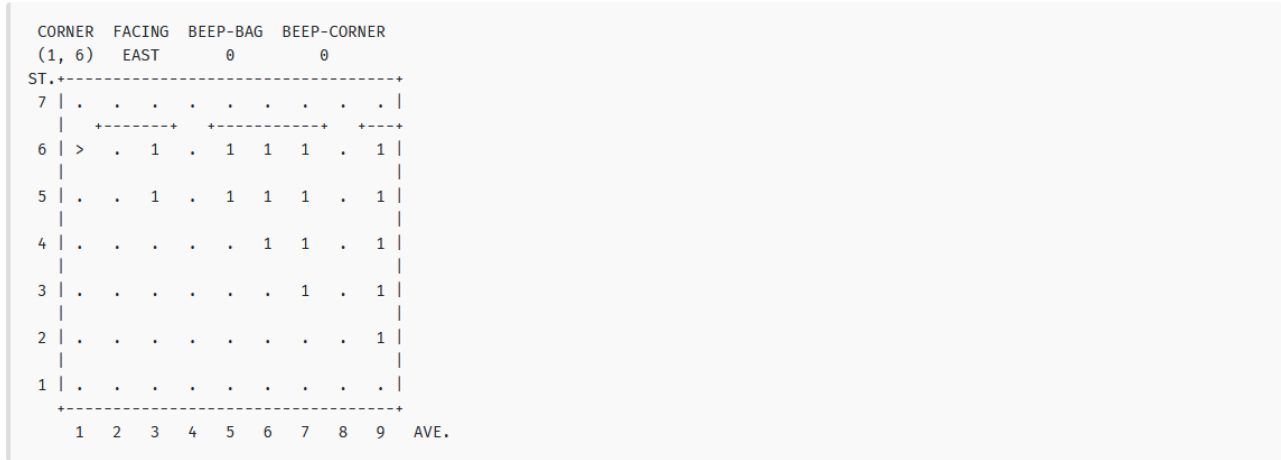 CORNER  FACING  BEEP-BAG  BEEP-CORNER
(1, 6)   EAST       0         0
ST.+-----------------------------------+
 7 | .   .   .   .   .   .   .   .   . |
   |   +-------+   +-----------+   +---+
 6 | >   .   1   .   1   1   1   .   1 |
   |                                   |
 5 | .   .   1   .   1   1   1   .   1 |
   |                                   |
 4 | .   .   .   .   .   1   1   .   1 |
   |                                   |
 3 | .   .   .   .   .   .   1   .   1 |
   |                                   |
 2 | .   .   .   .   .   .   .   .   1 |
   |                                   |
 1 | .   .   .   .   .   .   .   .   . |
   +-----------------------------------+
     1   2   3   4   5   6   7   8   9   AVE.